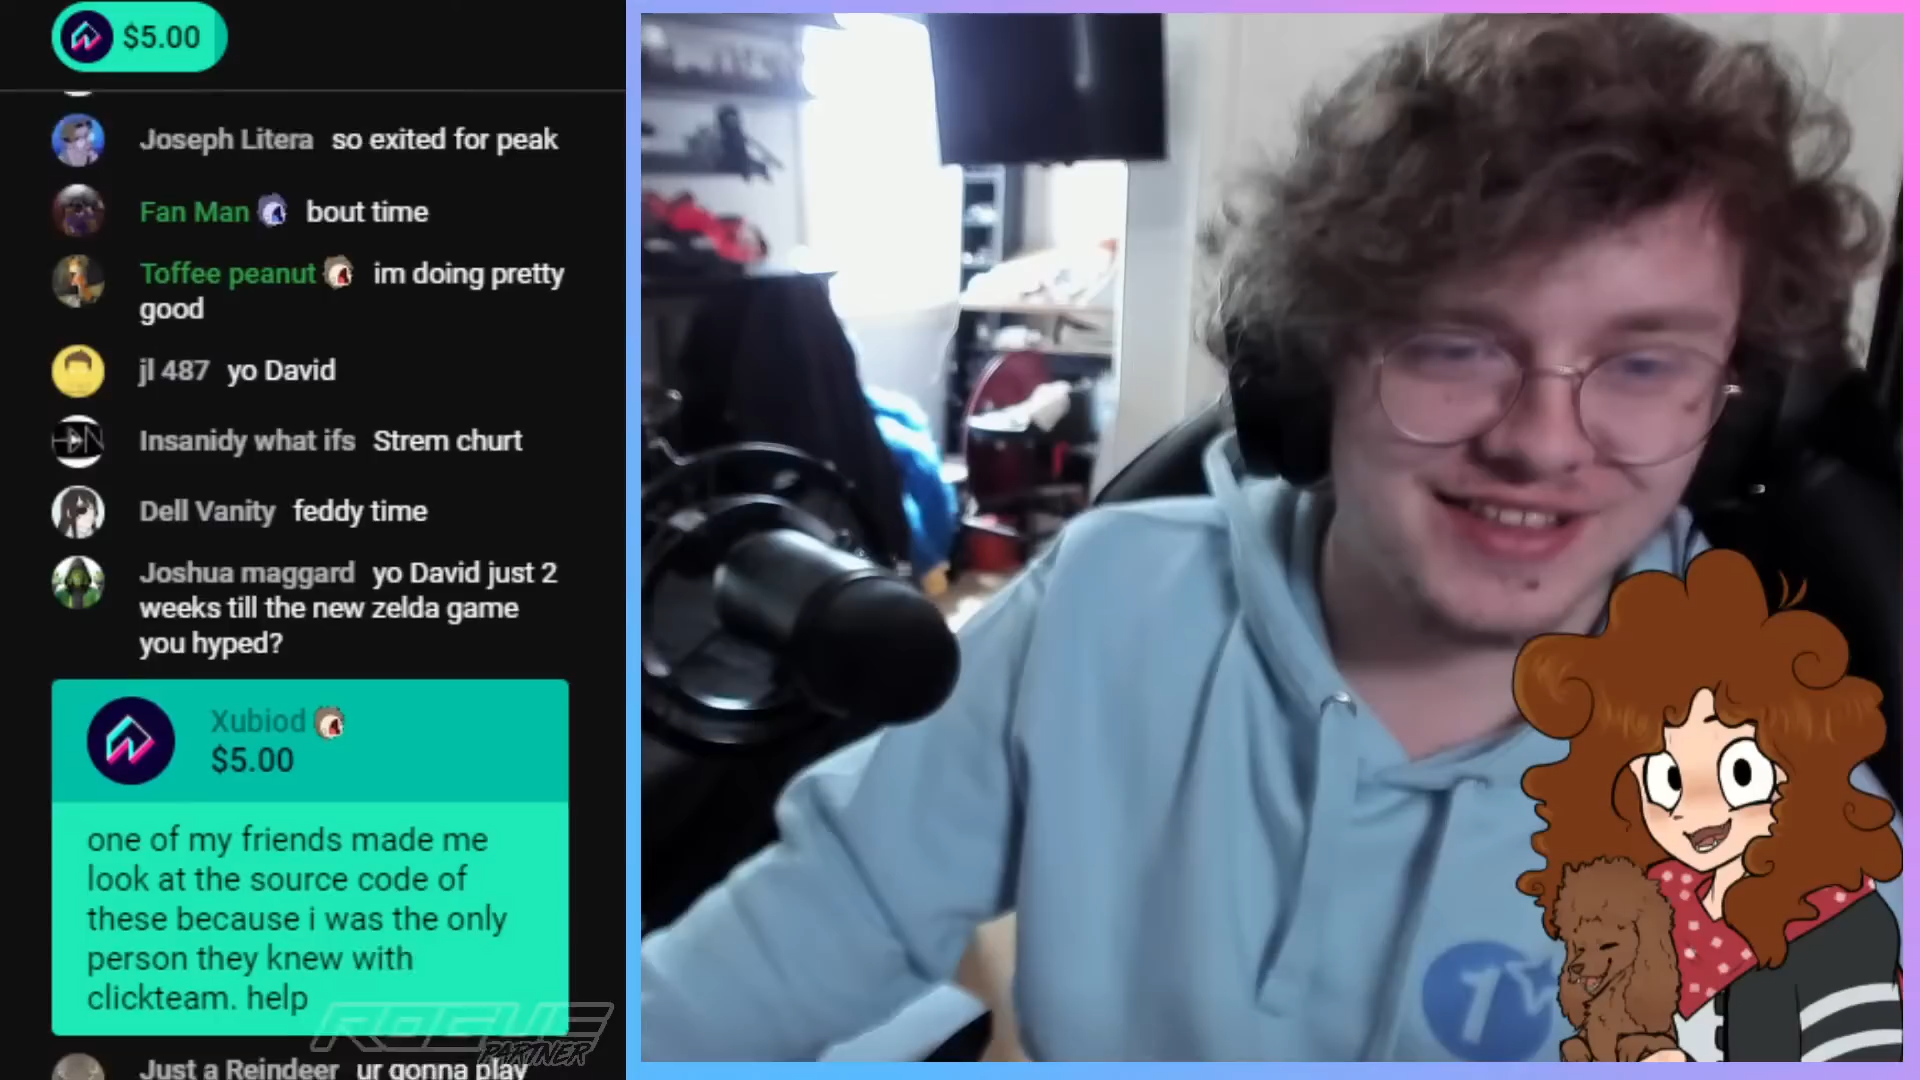 $5.00
Joseph Litera so exited for peak
Fan Man bout time
Toffee peanut im doing pretty
good
jl 487 yo David
Insanidy what ifs Strem churt
Dell Vanity feddy time
Joshua maggard yo David just 2
weeks till the new zelda game
you hyped?
Xubiod
$5.00
one of my friends made me
look at the source code of
these because i was the only
person they knew with
clickteam. help
ROGUE
PARTNER
Just a Reindeer ur gonna play
1